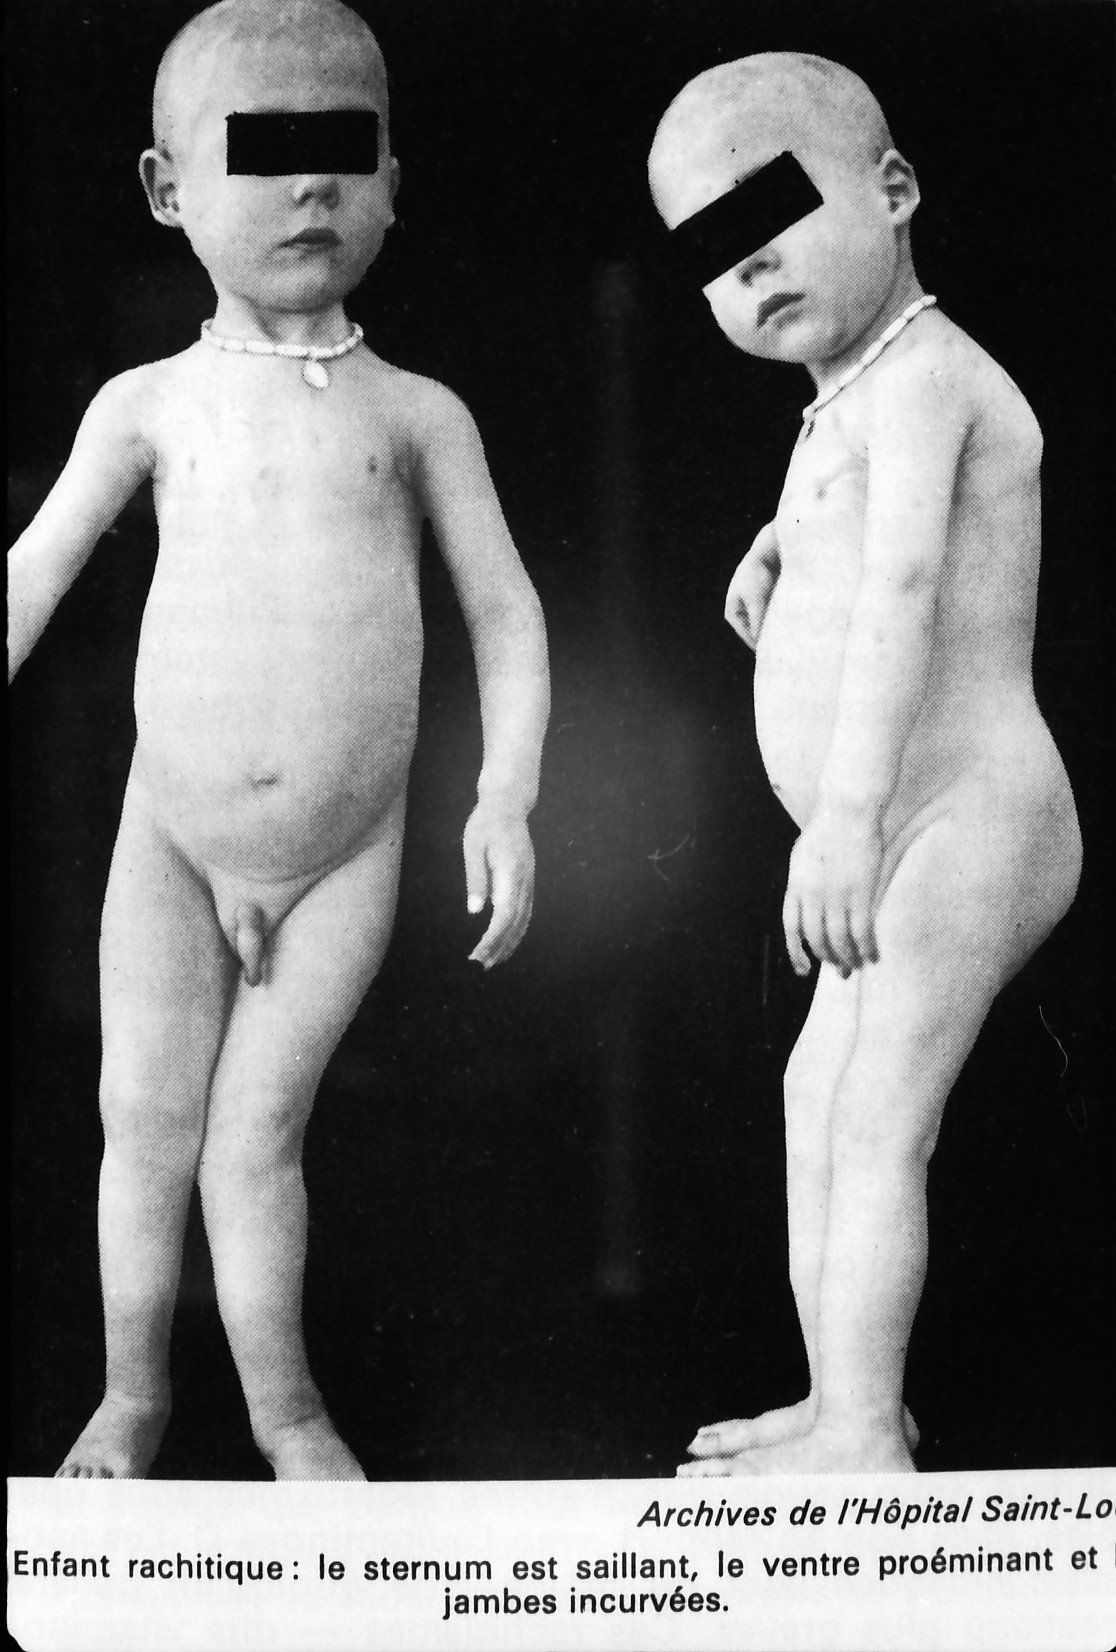 Archives de l'Hôpital Saint-Lo
Enfant rachitique : le sternum est saillant, le ventre proéminant et
jambes incurvées.